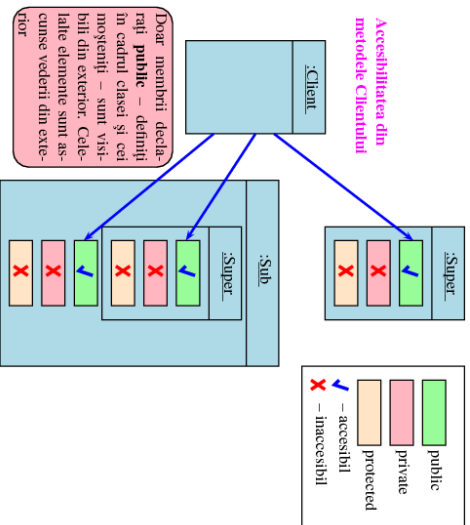 Accesibilitatea din
metodele Clientului
:Client
Doar membrii decla-
rați public – definiți
în cadrul clasei și cei
moșteniți – sunt visi-
bili din exterior. Cele-
lalte elemente sunt as-
cunse vederii din exte-
rior
:Super
:Sub
:Super
public
private
protected
– accesibil
– inaccesibil